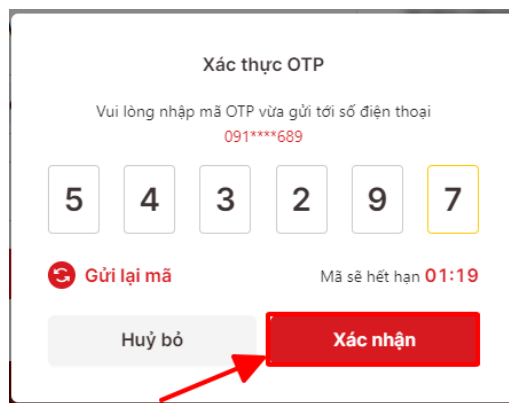 Xác thực OTP
Vui lòng nhập mã OTP vừa gửi tới số điện thoại
091****689
5 4 3 2 9 7
Gửi lại mã Mã sẽ hết hạn 01:19
Huỷ bỏ Xác nhận